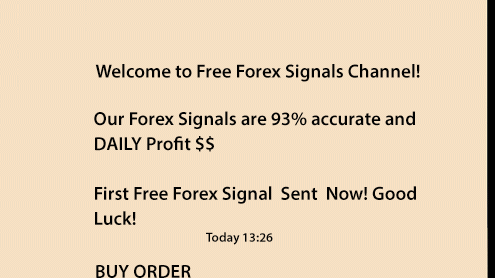 Welcome to Free Forex Signals Channel!
Our Forex Signals are 93% accurate and
DAILY Profit $$
First Free Forex Signal Sent Now! Good
Luck!
Today 13:26
BUY ORDER